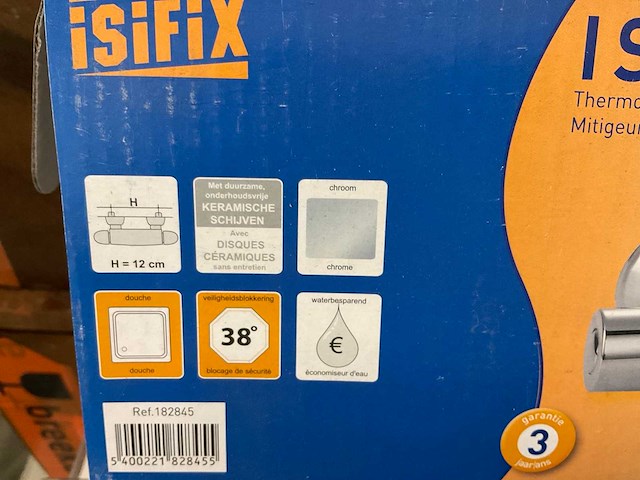 isiFix
IS
Thermo
Mitigeur
H
H = 12 cm
Met duurzame,
onderhoudsvrije
KERAMISCHE
SCHIJVEN
Avec
DISQUES
CÉRAMIQUES
sans entretien
chroom
chrome
douche
douche
veiligheidsblokkering
38°
blocage de sécurité
waterbesparend
€
économiseur d'eau
Ref.182845
5 400221 828455
garantie
3
jaar/ans